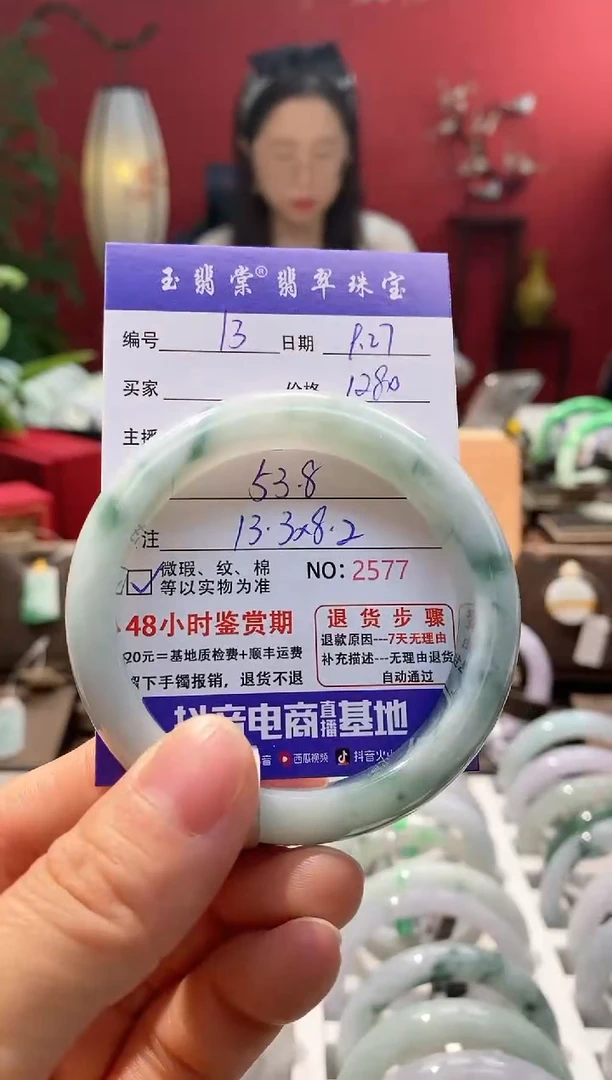 玉翡棠®翡翠珠宝
编号 13 日期 9.27
买家 价格 1280
主播
53.8
注 13.3x8.2
微瑕、纹、棉
等以实物为准
NO: 2577
48小时鉴赏期
20元=基地质检费+顺丰运费
留下手镯报销，退货不退
退货步骤
退款原因---7天无理由
补充描述---无理由退货
自动通过
抖音电商直播基地
西瓜视频 抖音火山